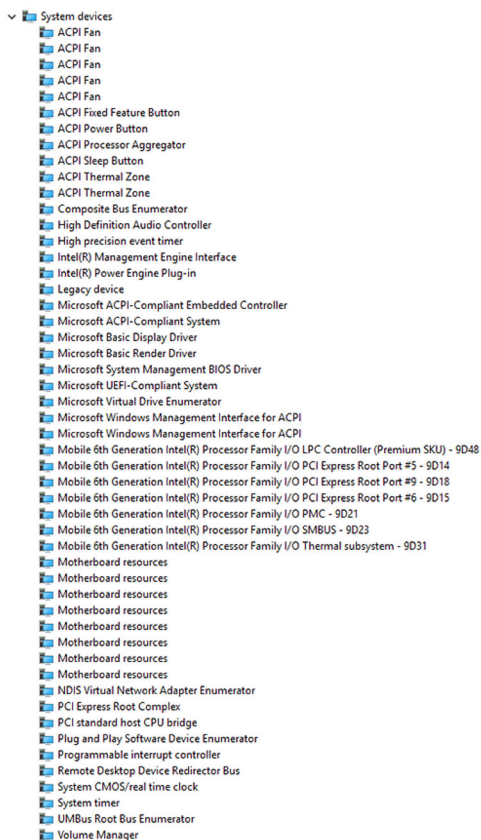 System devices
ACPI Fan
ACPI Fan
ACPI Fan
ACPI Fan
ACPI Fan
ACPI Fixed Feature Button
ACPI Power Button
ACPI Processor Aggregator
ACPI Sleep Button
ACPI Thermal Zone
ACPI Thermal Zone
Composite Bus Enumerator
High Definition Audio Controller
High precision event timer
Intel(R) Management Engine Interface
Intel(R) Power Engine Plug-in
Legacy device
Microsoft ACPI-Compliant Embedded Controller
Microsoft ACPI-Compliant System
Microsoft Basic Display Driver
Microsoft Basic Render Driver
Microsoft System Management BIOS Driver
Microsoft UEFI-Compliant System
Microsoft Virtual Drive Enumerator
Microsoft Windows Management Interface for ACPI
Microsoft Windows Management Interface for ACPI
Mobile 6th Generation Intel(R) Processor Family I/O LPC Controller (Premium SKU) - 9D48
Mobile 6th Generation Intel(R) Processor Family I/O PCI Express Root Port #5 - 9D14
Mobile 6th Generation Intel(R) Processor Family I/O PCI Express Root Port #9 - 9D18
Mobile 6th Generation Intel(R) Processor Family I/O PCI Express Root Port #6 - 9D15
Mobile 6th Generation Intel(R) Processor Family I/O PMC - 9D21
Mobile 6th Generation Intel(R) Processor Family I/O SMBUS - 9D23
Mobile 6th Generation Intel(R) Processor Family I/O Thermal subsystem - 9D31
Motherboard resources
Motherboard resources
Motherboard resources
Motherboard resources
Motherboard resources
Motherboard resources
Motherboard resources
Motherboard resources
NDIS Virtual Network Adapter Enumerator
PCI Express Root Complex
PCI standard host CPU bridge
Plug and Play Software Device Enumerator
Programmable interrupt controller
Remote Desktop Device Redirector Bus
System CMOS/real time clock
System timer
UMBus Root Bus Enumerator
Volume Manager